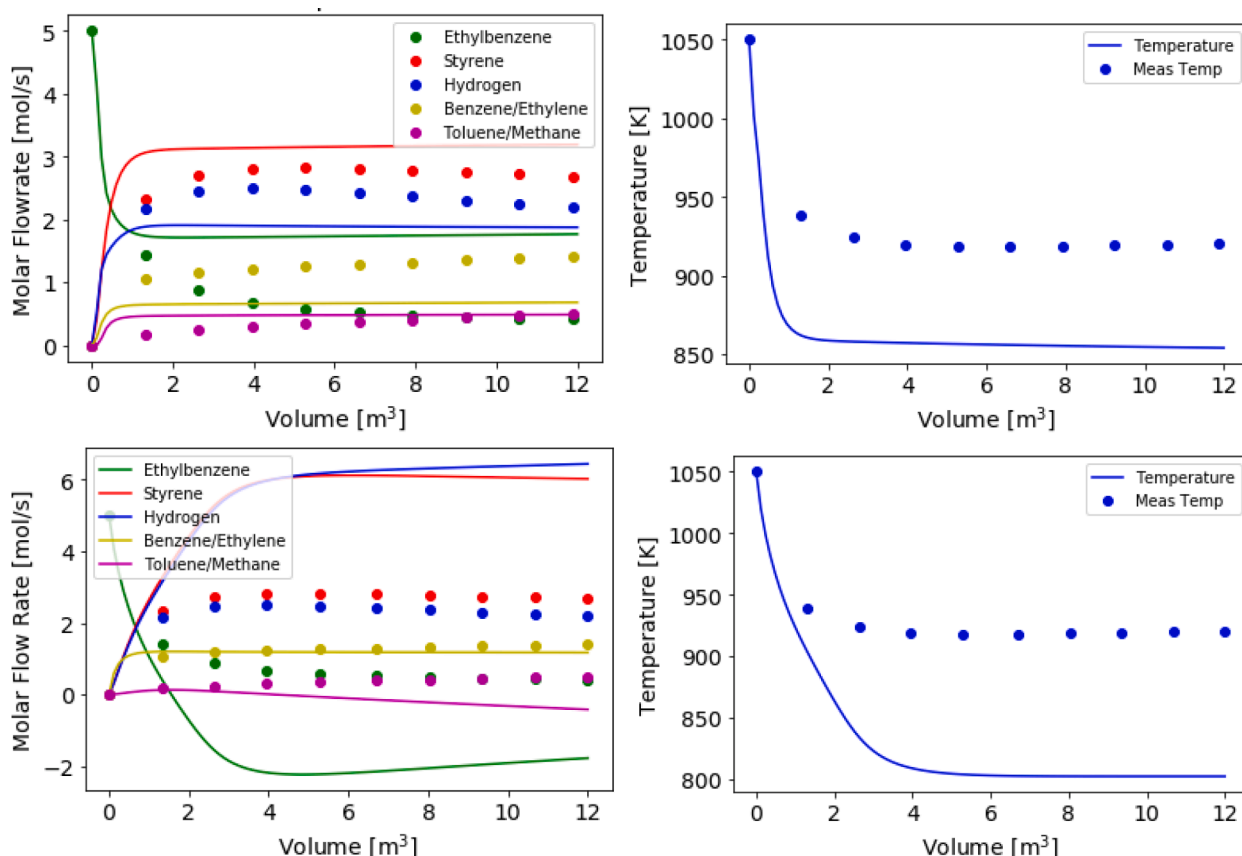 5
4
3
2
1
0
Molar Flowrate [mol/s]
Ethylbenzene
Styrene
Hydrogen
Benzene/Ethylene
Toluene/Methane
0 2 4 6 8 10 12
Volume [m³]
1050
1000
950
900
850
Temperature [K]
Temperature
Meas Temp
0 2 4 6 8 10 12
Volume [m³]
6
4
2
0
−2
Molar Flow Rate [mol/s]
Ethylbenzene
Styrene
Hydrogen
Benzene/Ethylene
Toluene/Methane
0 2 4 6 8 10 12
Volume [m³]
1050
1000
950
900
850
800
Temperature [K]
Temperature
Meas Temp
0 2 4 6 8 10 12
Volume [m³]